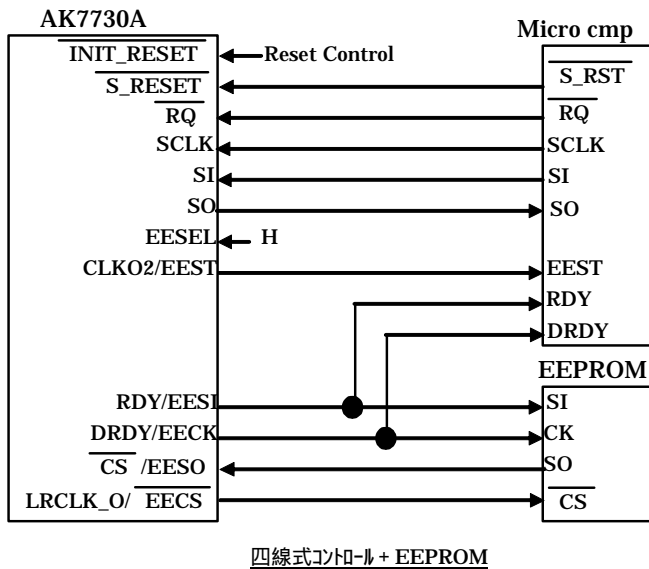 AK7730A
INIT_RESET
Reset Control
S_RESET
RQ
SCLK
SI
SO
EESEL
H
CLKO2/EEST
RDY/EESI
DRDY/EECK
CS /EESO
LRCLK_O/ EECS
Micro cmp
S_RST
RQ
SCLK
SI
SO
EEST
RDY
DRDY
EEPROM
SI
CK
SO
CS
四線式コントロール + EEPROM